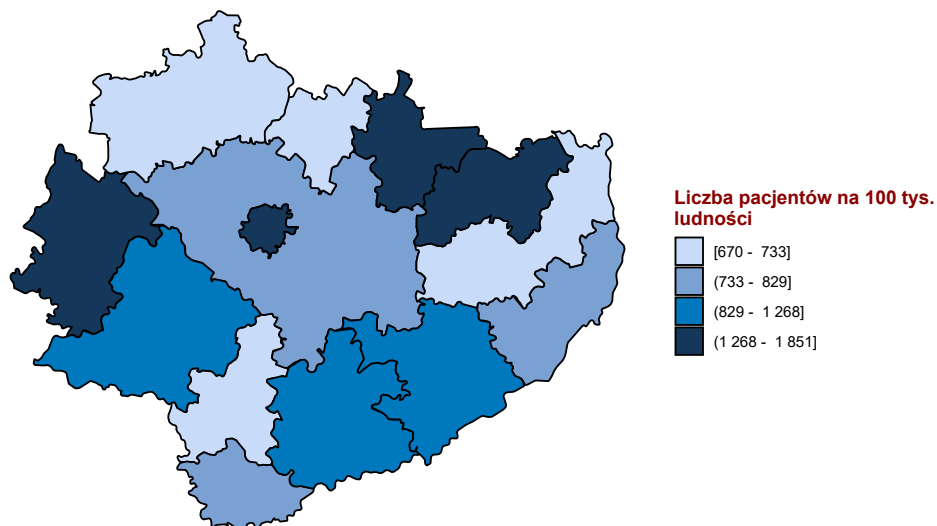 Liczba pacjentów na 100 tys.
ludności
[670 - 733]
(733 - 829]
(829 - 1 268]
(1 268 - 1 851]